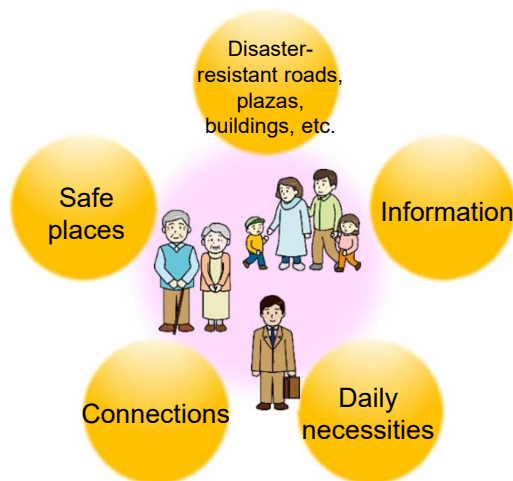 Disaster-
resistant roads,
plazas,
buildings, etc.
Safe
places
Information
Connections
Daily
necessities